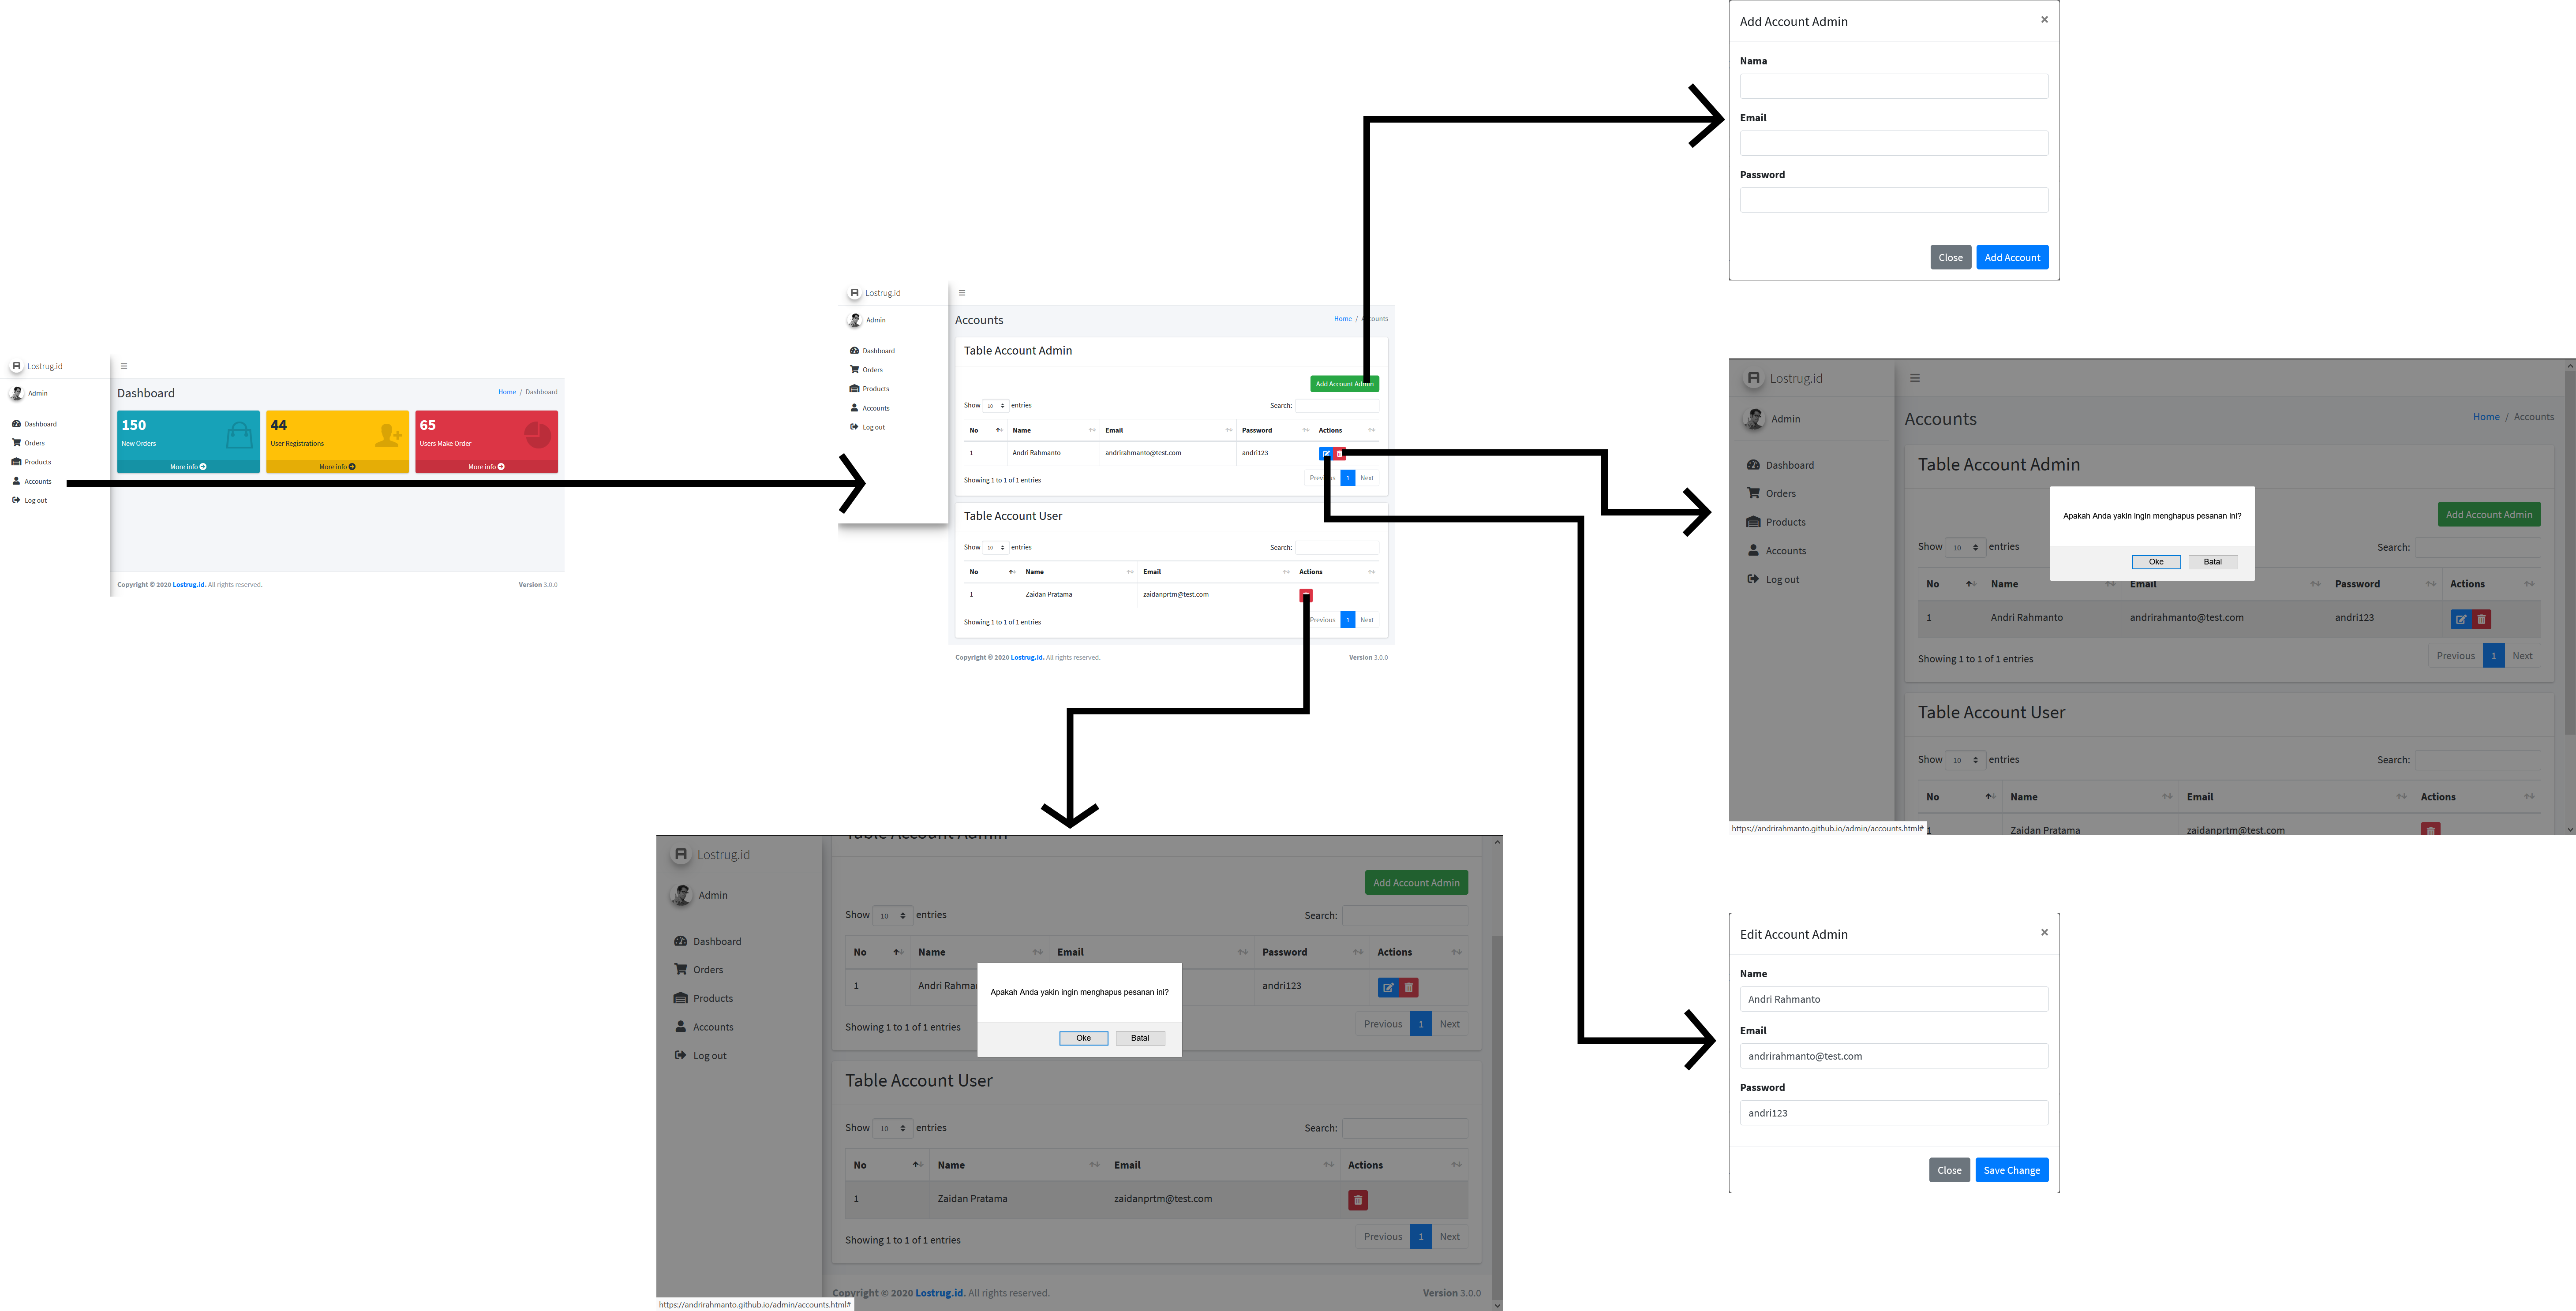 Lostrug.id
Admin
Dashboard
Orders
Products
Accounts
Log out
Dashboard
Home / Dashboard
150
New Orders
More info
44
User Registrations
More info
65
Users Make Order
More info
Copyright © 2020 Lostrug.id. All rights reserved.
Version 3.0.0
Lostrug.id
Admin
Dashboard
Orders
Products
Accounts
Log out
Accounts
Home / Accounts
Table Account Admin
Add Account Admin
Show 10 entries
Search:
No Name Email Password Actions
1 Andri Rahmanto andrirahmanto@test.com andri123
Showing 1 to 1 of 1 entries
Previous 1 Next
Table Account User
Show 10 entries
Search:
No Name Email Actions
1 Zaidan Pratama zaidanprtm@test.com
Showing 1 to 1 of 1 entries
Previous 1 Next
Copyright © 2020 Lostrug.id. All rights reserved.
Version 3.0.0
Add Account Admin ×
Nama
Email
Password
Close Add Account
Lostrug.id
Admin
Dashboard
Orders
Products
Accounts
Log out
Accounts
Home / Accounts
Table Account Admin
Add Account Admin
Apakah Anda yakin ingin menghapus pesanan ini?
Oke Batal
Show 10 entries
Search:
No Name Email Password Actions
1 Andri Rahmanto andrirahmanto@test.com andri123
Showing 1 to 1 of 1 entries
Previous 1 Next
Table Account User
Show 10 entries
Search:
No Name Email Actions
1 Zaidan Pratama zaidanprtm@test.com
https://andrirahmanto.github.io/admin/accounts.html#
Table Account Admin
Lostrug.id
Admin
Dashboard
Orders
Products
Accounts
Log out
Add Account Admin
Show 10 entries
Search:
No Name Email Password Actions
1 Andri Rahma andri123
Apakah Anda yakin ingin menghapus pesanan ini?
Oke Batal
Showing 1 to 1 of 1 entries
Previous 1 Next
Table Account User
Show 10 entries
Search:
No Name Email Actions
1 Zaidan Pratama zaidanprtm@test.com
Showing 1 to 1 of 1 entries
Previous 1 Next
Copyright © 2020 Lostrug.id. All rights reserved.
Version 3.0.0
https://andrirahmanto.github.io/admin/accounts.html#
Edit Account Admin ×
Name
Andri Rahmanto
Email
andrirahmanto@test.com
Password
andri123
Close Save Change